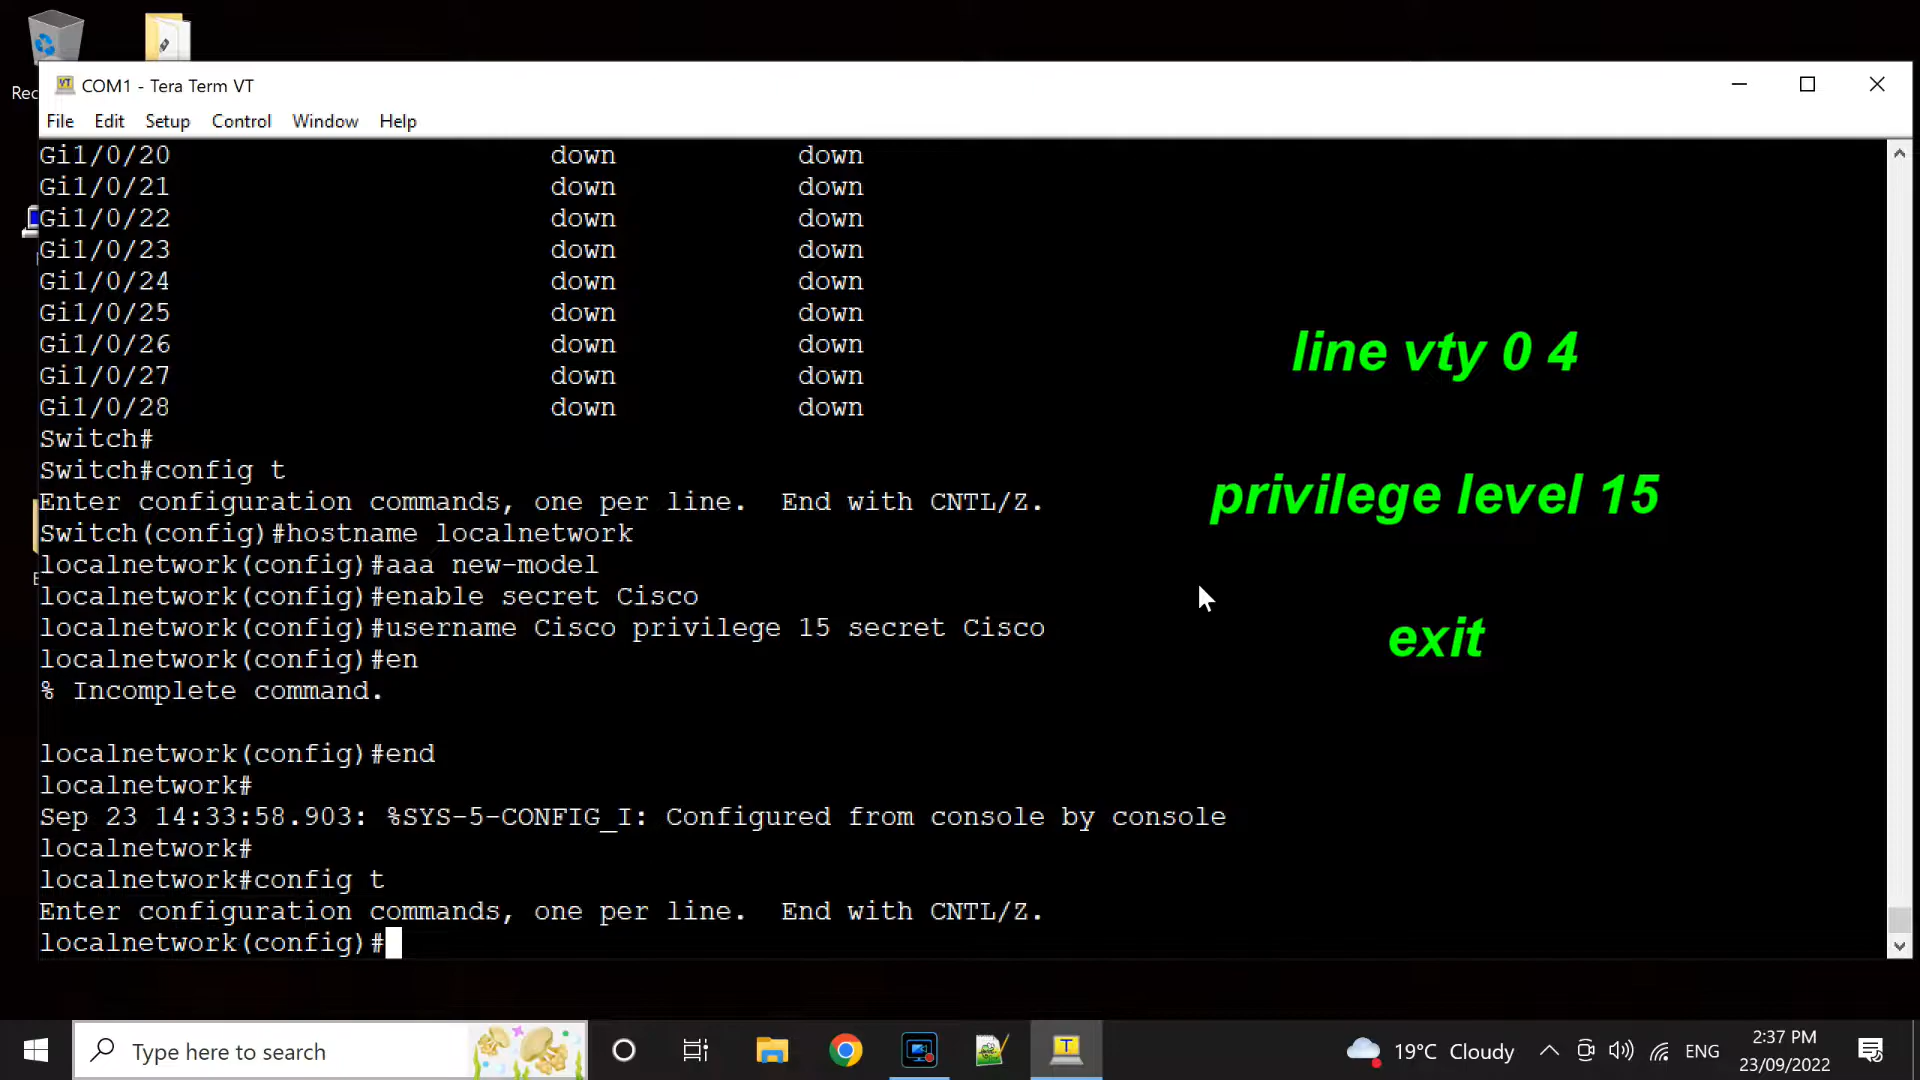 Rec
COM1 - Tera Term VT
File Edit Setup Control Window Help
Gi1/0/20 down down
Gi1/0/21 down down
Gi1/0/22 down down
Gi1/0/23 down down
Gi1/0/24 down down
Gi1/0/25 down down
Gi1/0/26 down down
Gi1/0/27 down down
Gi1/0/28 down down
Switch#
Switch#config t
Enter configuration commands, one per line.  End with CNTL/Z.
Switch(config)#hostname localnetwork
localnetwork(config)#aaa new-model
localnetwork(config)#enable secret Cisco
localnetwork(config)#username Cisco privilege 15 secret Cisco
localnetwork(config)#en
% Incomplete command.
localnetwork(config)#end
localnetwork#
Sep 23 14:33:58.903: %SYS-5-CONFIG_I: Configured from console by console
localnetwork#
localnetwork#config t
Enter configuration commands, one per line.  End with CNTL/Z.
localnetwork(config)#
line vty 0 4
privilege level 15
exit
Type here to search
19°C Cloudy
ENG
2:37 PM
23/09/2022